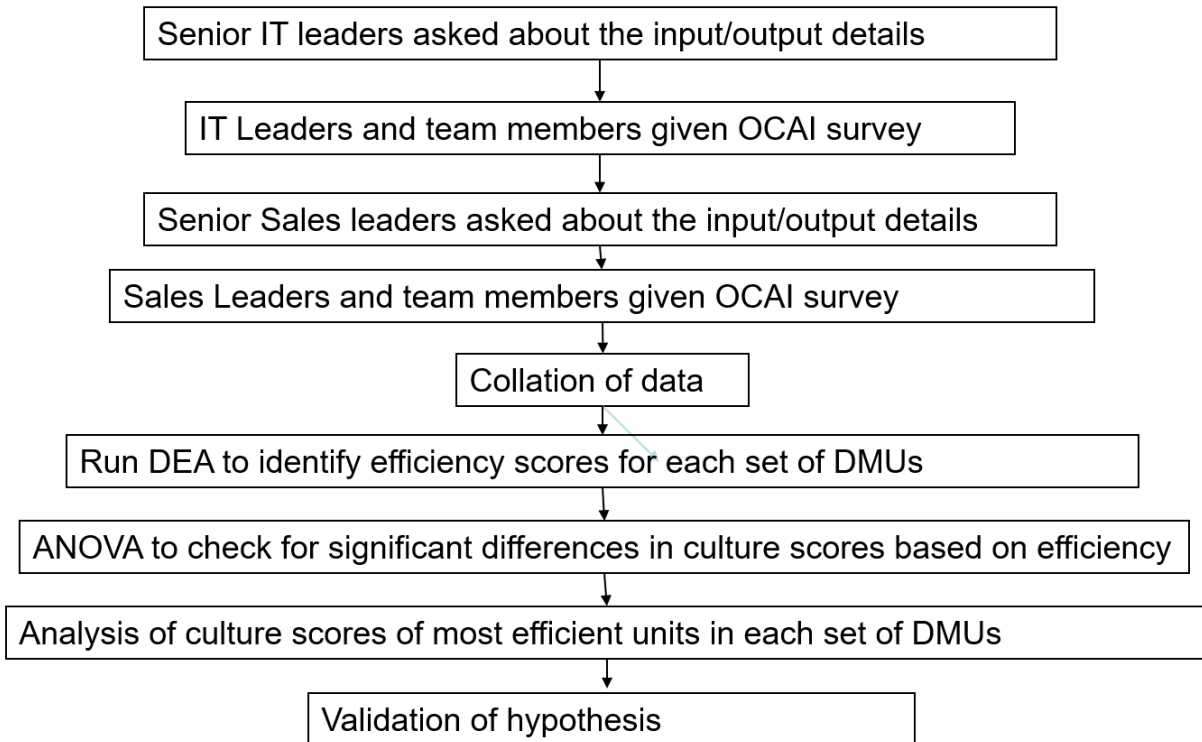 Senior IT leaders asked about the input/output details
IT Leaders and team members given OCAI survey
Senior Sales leaders asked about the input/output details
Sales Leaders and team members given OCAI survey
Collation of data
Run DEA to identify efficiency scores for each set of DMUs
ANOVA to check for significant differences in culture scores based on efficiency
Analysis of culture scores of most efficient units in each set of DMUs
Validation of hypothesis